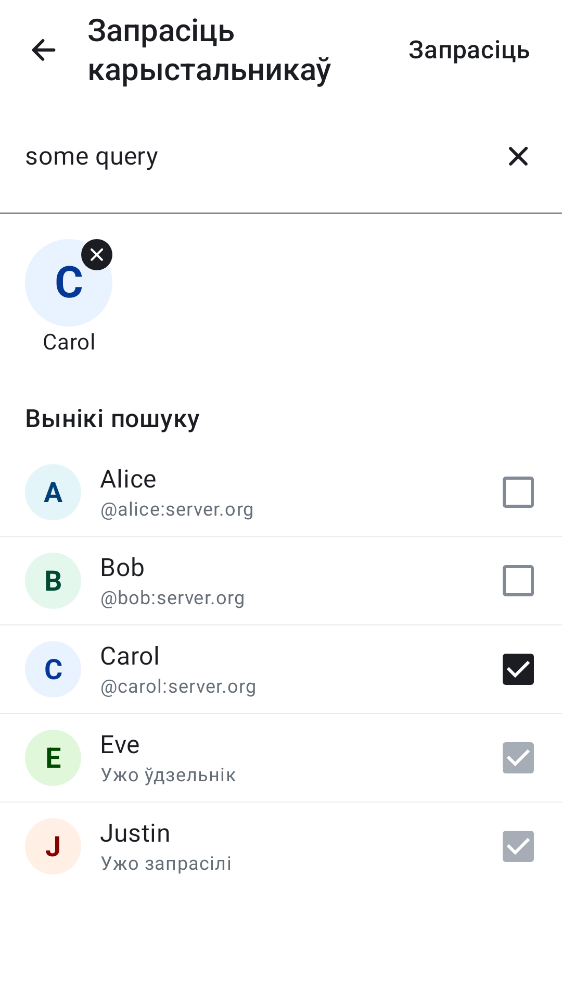 Запрасіць
карыстальнікаў
Запрасіць
some query
C
Carol
Вынікі пошуку
A
Alice
@alice:server.org
B
Bob
@bob:server.org
C
Carol
@carol:server.org
E
Eve
Ужо ўдзельнік
J
Justin
Ужо запрасілі